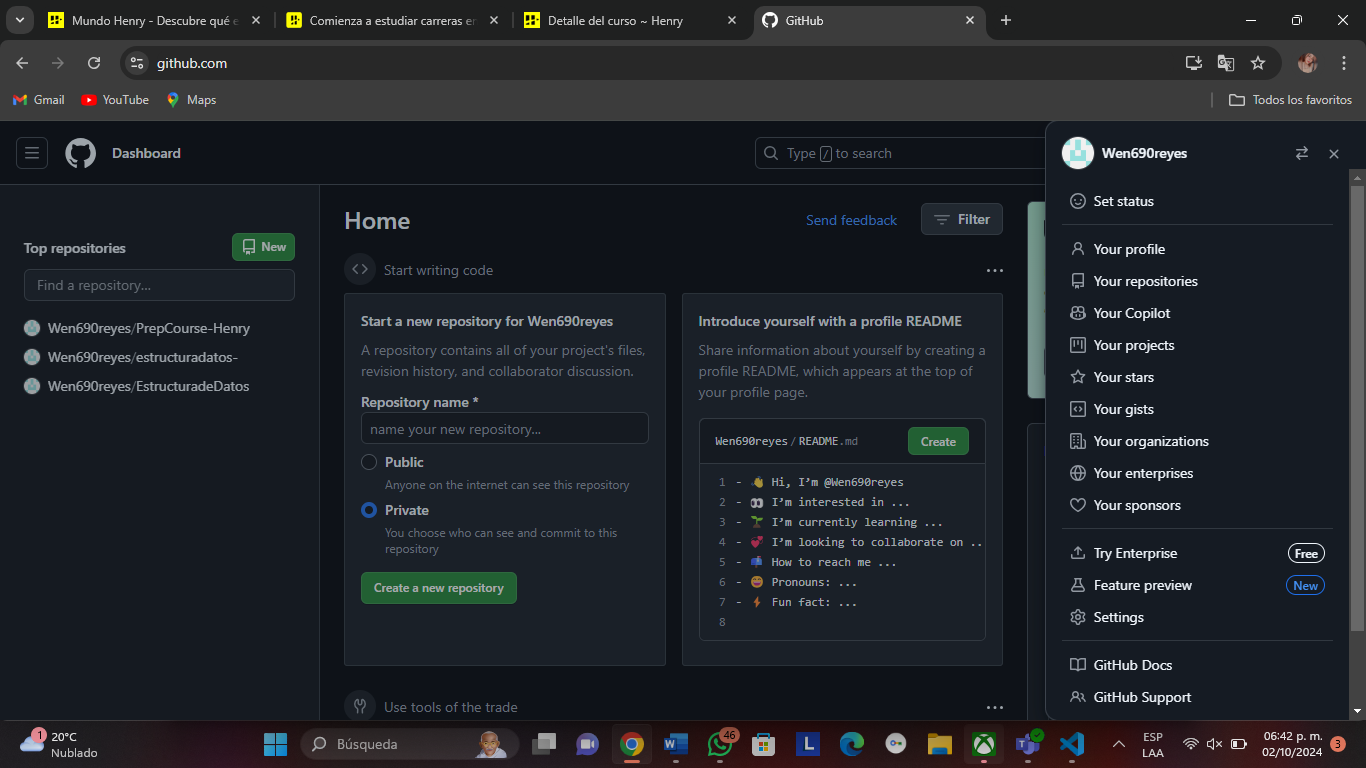 Mundo Henry - Descubre qué e
Comienza a estudiar carreras en
Detalle del curso ~ Henry
GitHub
github.com
Gmail
YouTube
Maps
Todos los favoritos
Dashboard
Type / to search
Wen690reyes
Set status
Your profile
Your repositories
Your Copilot
Your projects
Your stars
Your gists
Your organizations
Your enterprises
Your sponsors
Try Enterprise
Free
Feature preview
New
Settings
GitHub Docs
GitHub Support
Top repositories
New
Find a repository...
Wen690reyes/PrepCourse-Henry
Wen690reyes/estructuradatos-
Wen690reyes/EstructuradeDatos
Home
Send feedback
Filter
Start writing code
Start a new repository for Wen690reyes
A repository contains all of your project's files,
revision history, and collaborator discussion.
Repository name *
name your new repository...
Public
Anyone on the internet can see this repository
Private
You choose who can see and commit to this
repository
Create a new repository
Introduce yourself with a profile README
Share information about yourself by creating a
profile README, which appears at the top of
your profile page.
Wen690reyes / README.md
Create
1 - 👋 Hi, I'm @Wen690reyes
2 - 👀 I'm interested in ...
3 - 🌱 I'm currently learning ...
4 - 💞️ I'm looking to collaborate on ..
5 - 📫 How to reach me ...
6 - 😄 Pronouns: ...
7 - ⚡ Fun fact: ...
8
Use tools of the trade
1
20°C
Nublado
Búsqueda
46
L
ESP
LAA
06:42 p. m.
02/10/2024
3